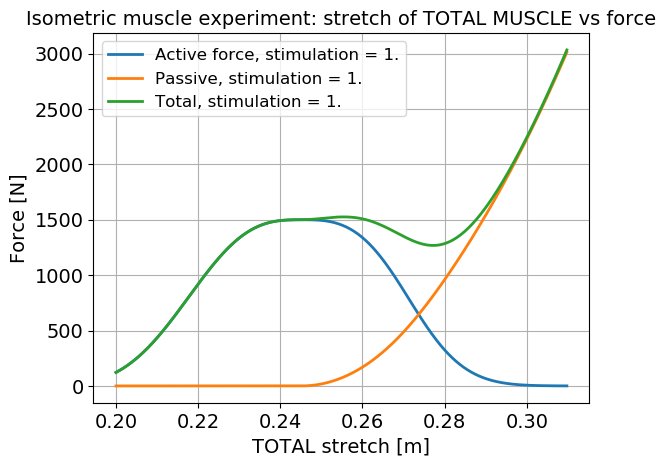 Isometric muscle experiment: stretch of TOTAL MUSCLE vs force
Active force, stimulation = 1.
Passive, stimulation = 1.
Total, stimulation = 1.
3000
2500
2000
1500
1000
500
0
Force [N]
0.20 0.22 0.24 0.26 0.28 0.30
TOTAL stretch [m]